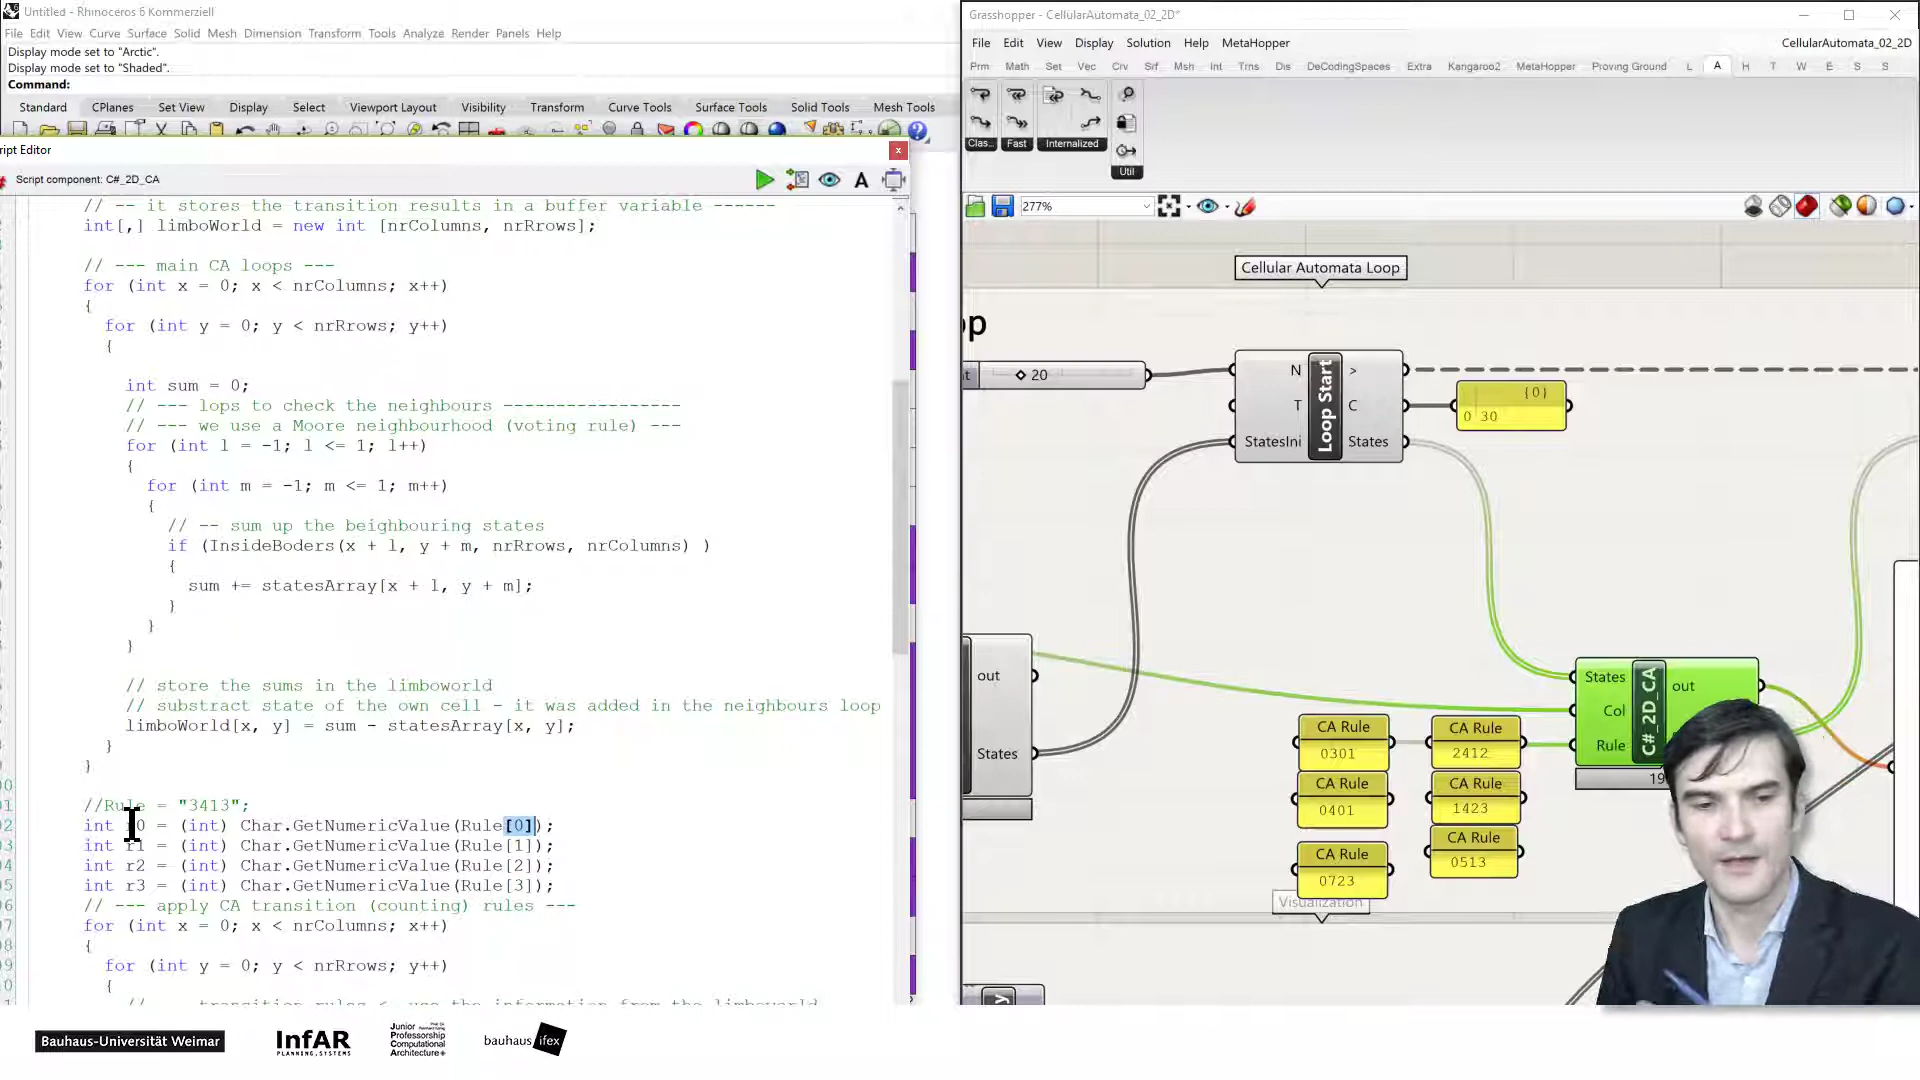 Untitled - Rhinoceros 6 Kommerziell
File Edit View Curve Surface Solid Mesh Dimension Transform Tools Analyze Render Panels Help
Display mode set to "Arctic".
Display mode set to "Shaded".
Command:
Standard CPlanes Set View Display Select Viewport Layout Visibility Transform Curve Tools Surface Tools Solid Tools Mesh Tools
ript Editor
Script component: C#_2D_CA
// -- it stores the transition results in a buffer variable ------
int[,] limboWorld = new int [nrColumns, nrRrows];
// --- main CA loops ---
for (int x = 0; x < nrColumns; x++)
{
for (int y = 0; y < nrRrows; y++)
{
int sum = 0;
// --- lops to check the neighbours -----------------
// --- we use a Moore neighbourhood (voting rule) ---
for (int l = -1; l <= 1; l++)
{
for (int m = -1; m <= 1; m++)
{
// -- sum up the beighbouring states
if (InsideBoders(x + l, y + m, nrRrows, nrColumns) )
{
sum += statesArray[x + l, y + m];
}
}
}
// store the sums in the limboworld
// substract state of the own cell - it was added in the neighbours loop
limboWorld[x, y] = sum - statesArray[x, y];
}
}
//Rule = "3413";
int r0 = (int) Char.GetNumericValue(Rule[0]);
int r1 = (int) Char.GetNumericValue(Rule[1]);
int r2 = (int) Char.GetNumericValue(Rule[2]);
int r3 = (int) Char.GetNumericValue(Rule[3]);
// --- apply CA transition (counting) rules ---
for (int x = 0; x < nrColumns; x++)
{
for (int y = 0; y < nrRrows; y++)
{
Grasshopper - CellularAutomata_02_2D*
File Edit View Display Solution Help MetaHopper
CellularAutomata_02_2D
Prm Math Set Vec Crv Srf Msh Int Trns Dis DeCodingSpaces Extra Kangaroo2 MetaHopper Proving Ground L A H T W E S S
Clas... Fast Internalized Util
277%
Cellular Automata Loop
op
20
N
T
StatesIni
Loop Start
>
C
States
{0}
0 30
out
States
CA Rule
0301
CA Rule
2412
CA Rule
0401
CA Rule
1423
CA Rule
0723
CA Rule
0513
States
Col
Rule
C#_2D_CA
out
Visualization
Bauhaus-Universität Weimar
InfAR
PLANNING.SYSTEMS
Junior
Professorship
Computational
Architecture+
bauhaus ifex